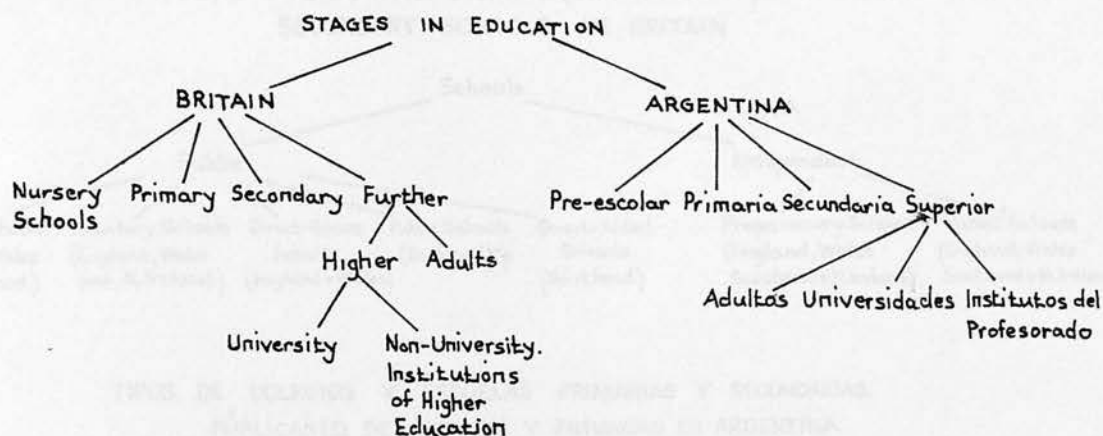 STAGES IN EDUCATION
BRITAIN
ARGENTINA
Nursery Schools
Primary
Secondary
Further
Pre-escolar
Primaria
Secundaria
Superior
Higher
Adults
Adultos
Universidades
Institutos del
Profesorado
University
Non-University.
Institutions
of Higher
Education